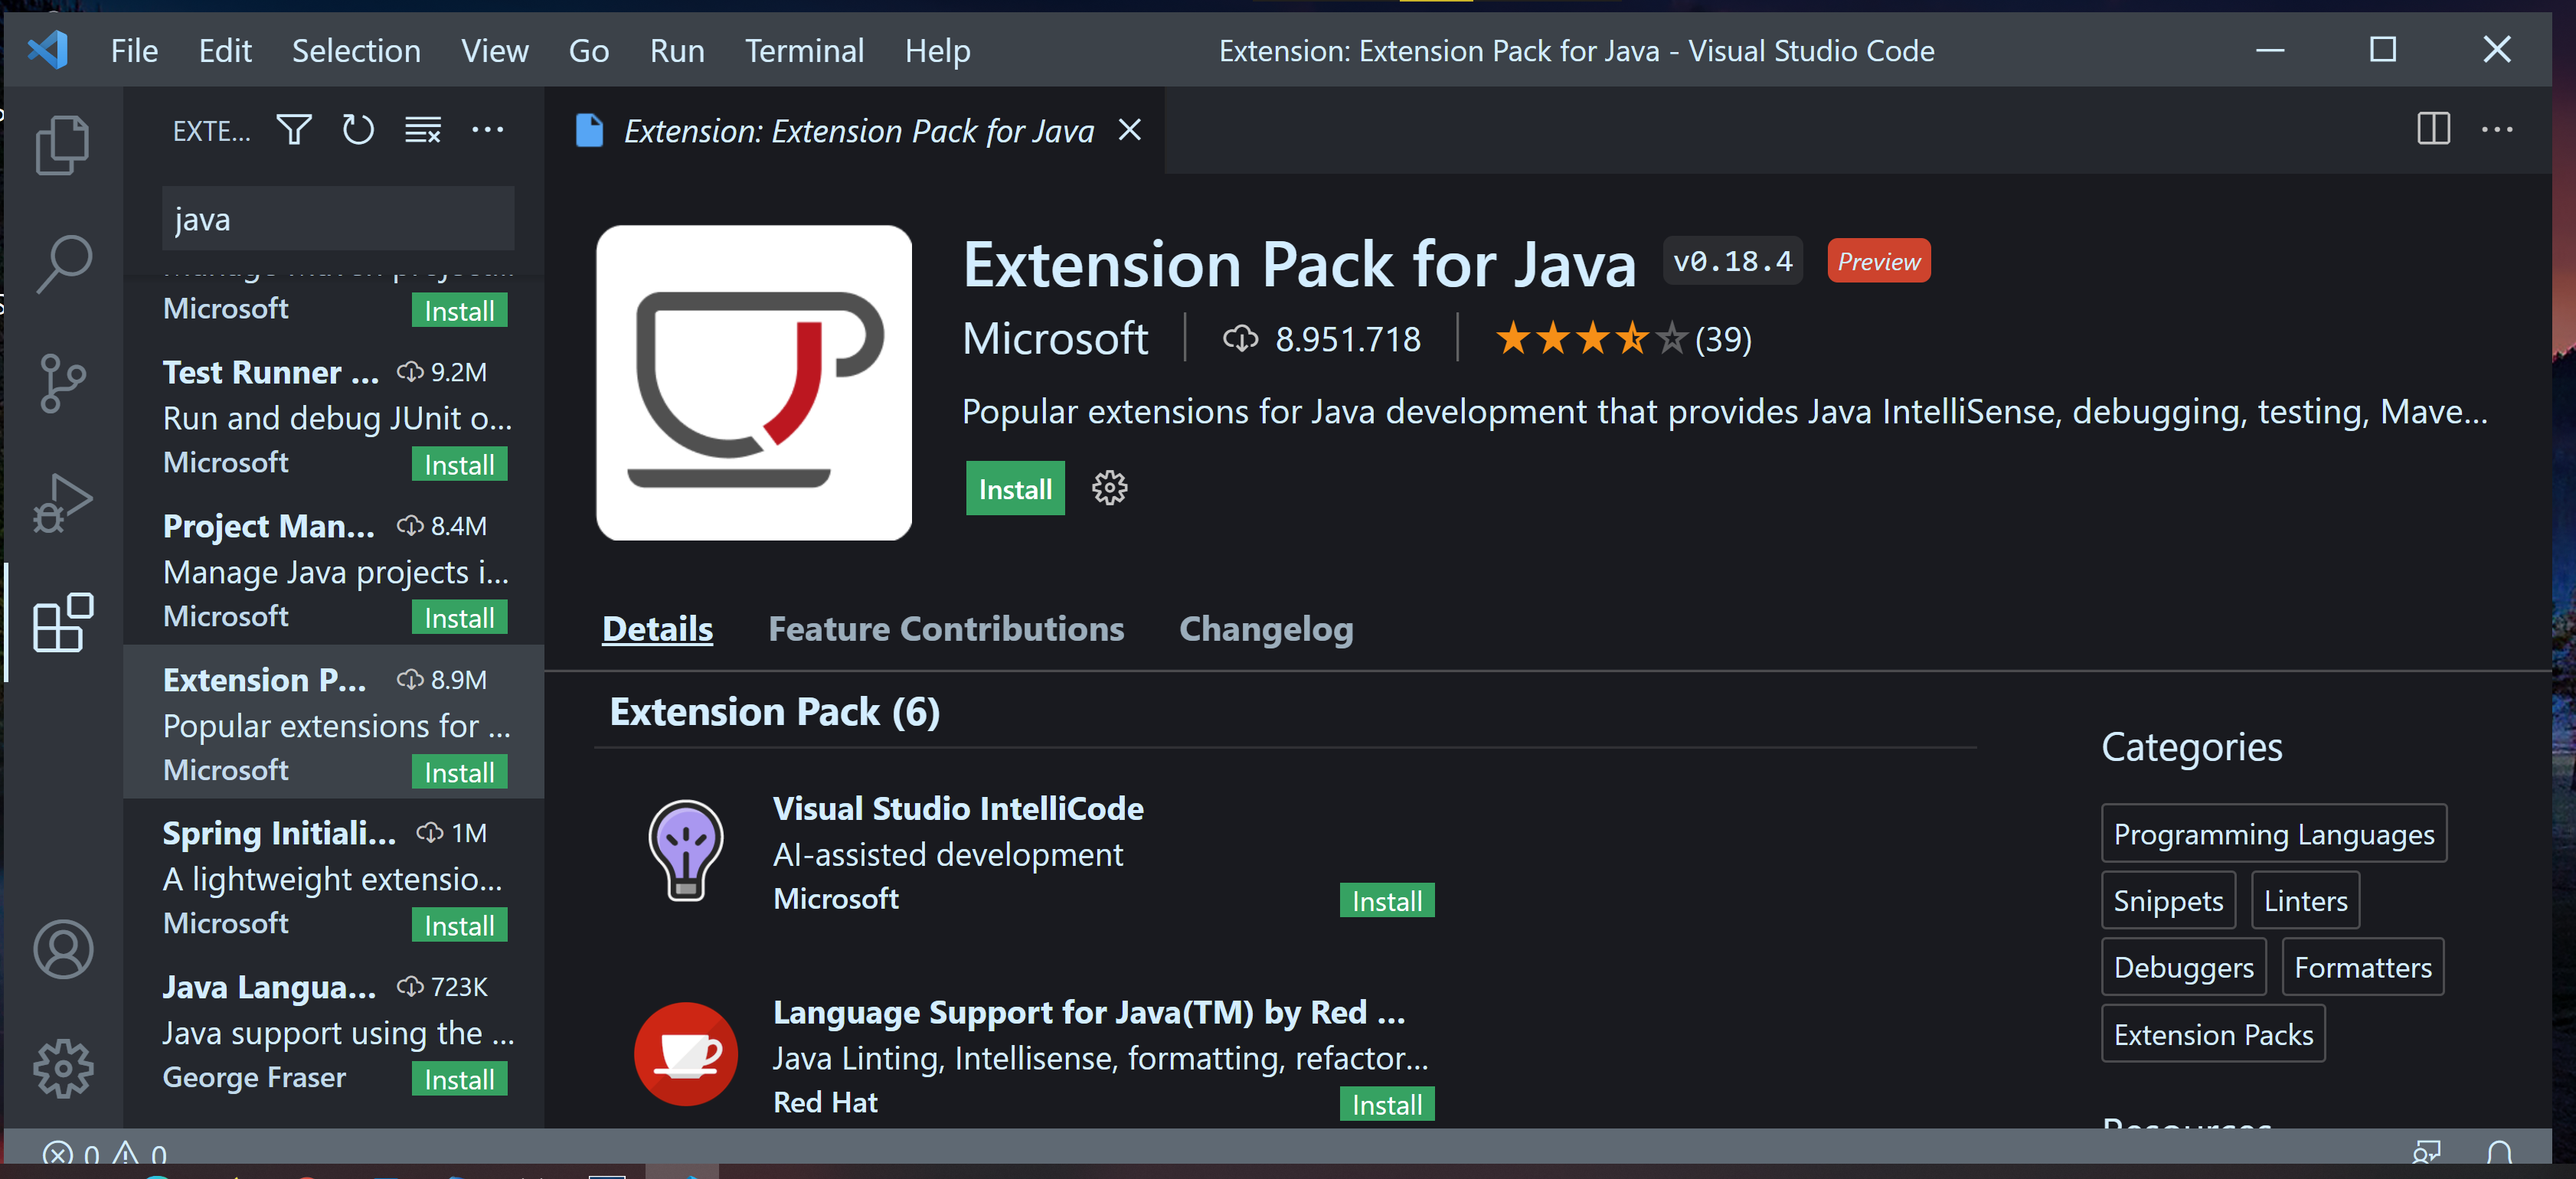 File Edit Selection View Go Run Terminal Help
Extension: Extension Pack for Java - Visual Studio Code
EXTE...
java
Microsoft
Install
Test Runner ... 9.2M
Run and debug JUnit o...
Microsoft
Install
Project Man... 8.4M
Manage Java projects i...
Microsoft
Install
Extension P... 8.9M
Popular extensions for ...
Microsoft
Install
Spring Initiali... 1M
A lightweight extensio...
Microsoft
Install
Java Langua... 723K
Java support using the ...
George Fraser
Install
Extension: Extension Pack for Java
Extension Pack for Java v0.18.4 Preview
Microsoft 8.951.718 (39)
Popular extensions for Java development that provides Java IntelliSense, debugging, testing, Mave...
Install
Details Feature Contributions Changelog
Extension Pack (6)
Visual Studio IntelliCode
AI-assisted development
Microsoft
Install
Language Support for Java(TM) by Red ...
Java Linting, Intellisense, formatting, refactor...
Red Hat
Install
Categories
Programming Languages
Snippets Linters
Debuggers Formatters
Extension Packs
0 0